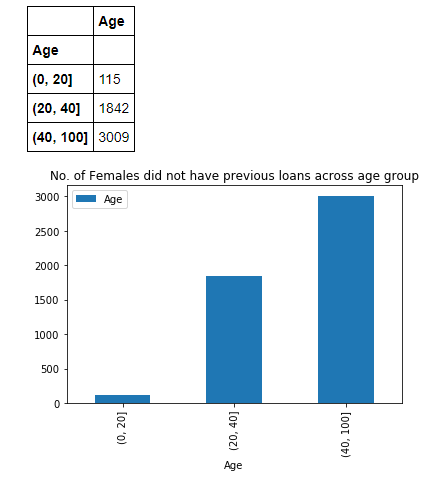 Age
Age
(0, 20] 115
(20, 40] 1842
(40, 100] 3009
No. of Females did not have previous loans across age group
Age
3000
2500
2000
1500
1000
500
0
(0, 20]
(20, 40]
(40, 100]
Age